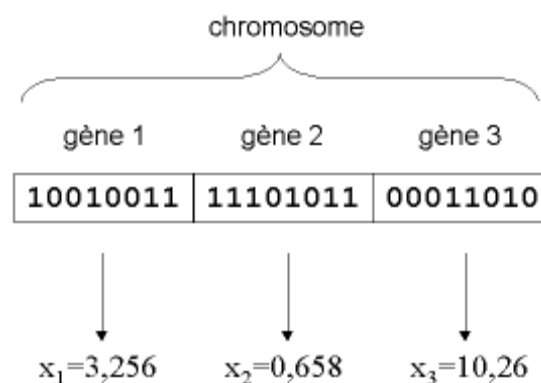 chromosome
gène 1 gène 2 gène 3
10010011 11101011 00011010
x₁=3,256 x₂=0,658 x₃=10,26